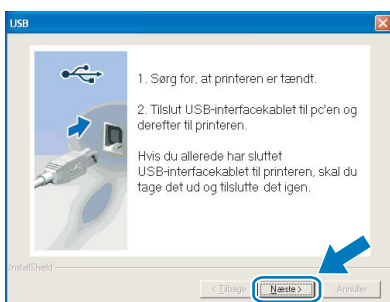 USB
1. Sørg for, at printeren er tændt.
2. Tilslut USB-interfacekablet til pc'en og
derefter til printeren.
Hvis du allerede har sluttet
USB-interfacekablet til printeren, skal du
tage det ud og tilslutte det igen.
InstallShield
< Tilbage
Næste >
Annuller